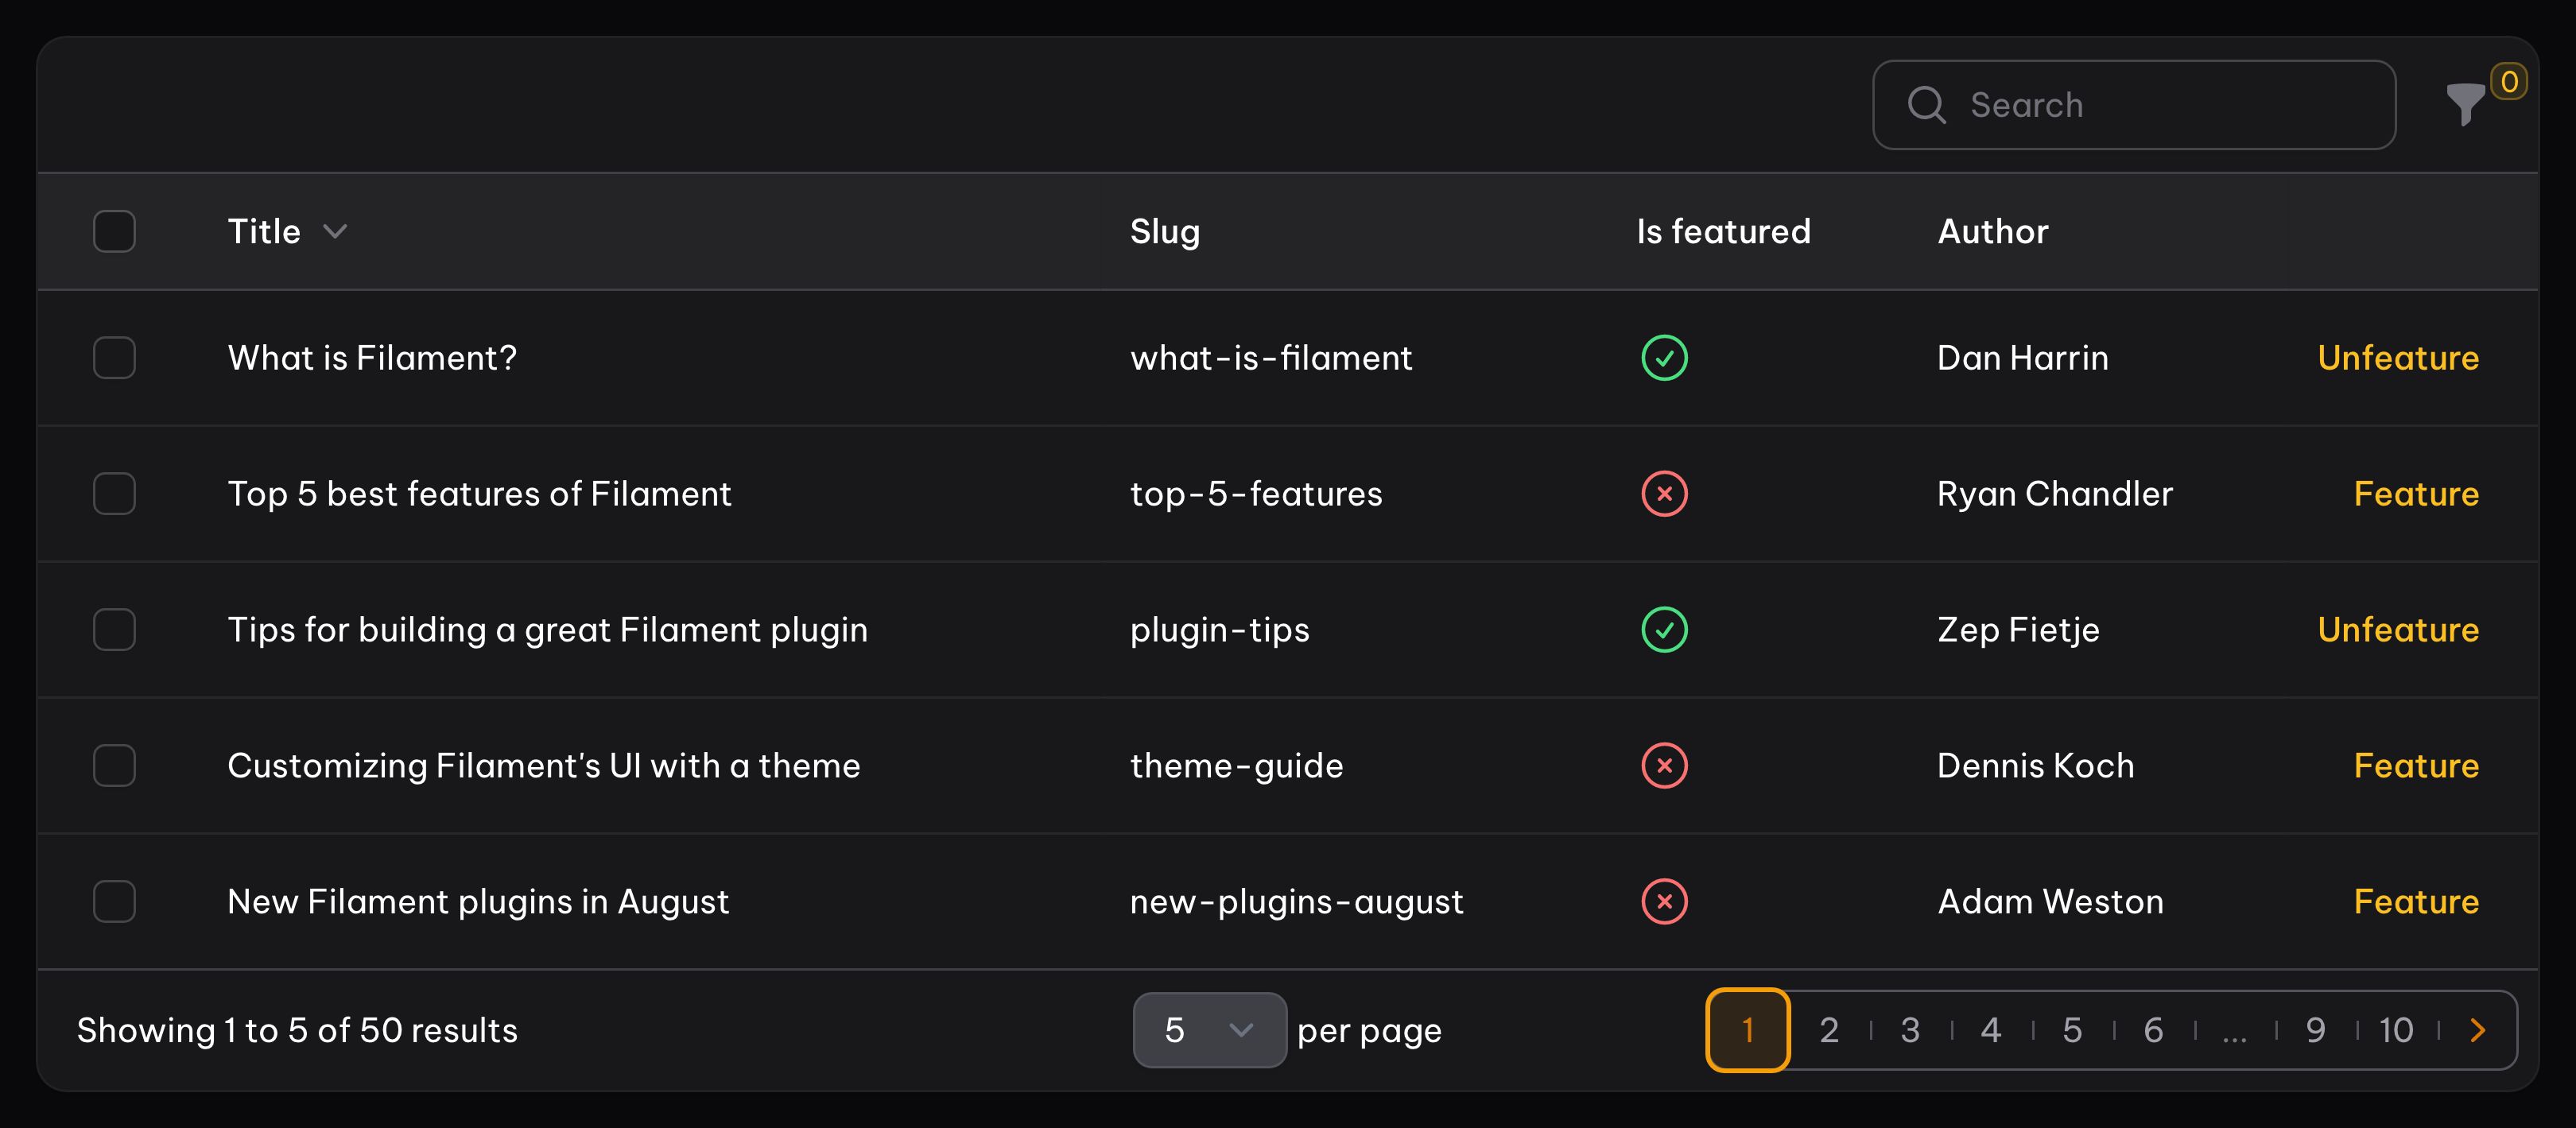 Search
0
Title Slug Is featured Author
What is Filament? what-is-filament Dan Harrin Unfeature
Top 5 best features of Filament top-5-features Ryan Chandler Feature
Tips for building a great Filament plugin plugin-tips Zep Fietje Unfeature
Customizing Filament's UI with a theme theme-guide Dennis Koch Feature
New Filament plugins in August new-plugins-august Adam Weston Feature
Showing 1 to 5 of 50 results 5 per page 1 2 3 4 5 6 ... 9 10